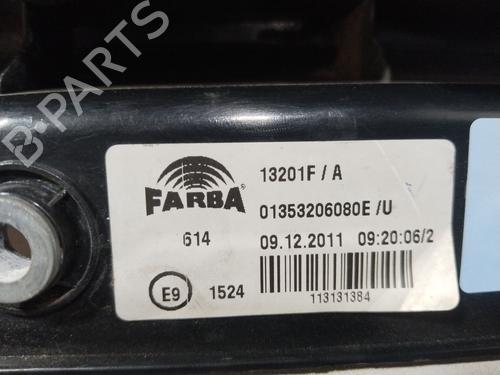 FARBA
614
E9
1524
13201F / A
01353206080E /U
09.12.2011 09:20:06/2
113131384
B-Parts